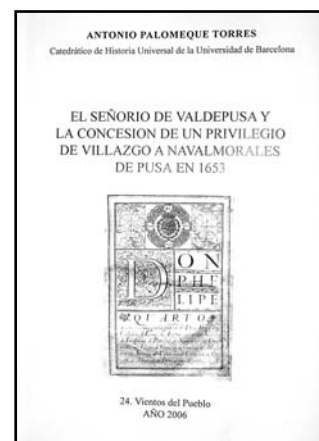 ANTONIO PALOMEQUE TORRES
Catedrático de Historia Universal de la Universidad de Barcelona
EL SEÑORIO DE VALDEPUSA Y
LA CONCESION DE UN PRIVILEGIO
DE VILLAZGO A NAVALMORALES
DE PUSA EN 1653
DON
PHE
LIPE
QUARTO
24. Vientos del Pueblo
AÑO 2006